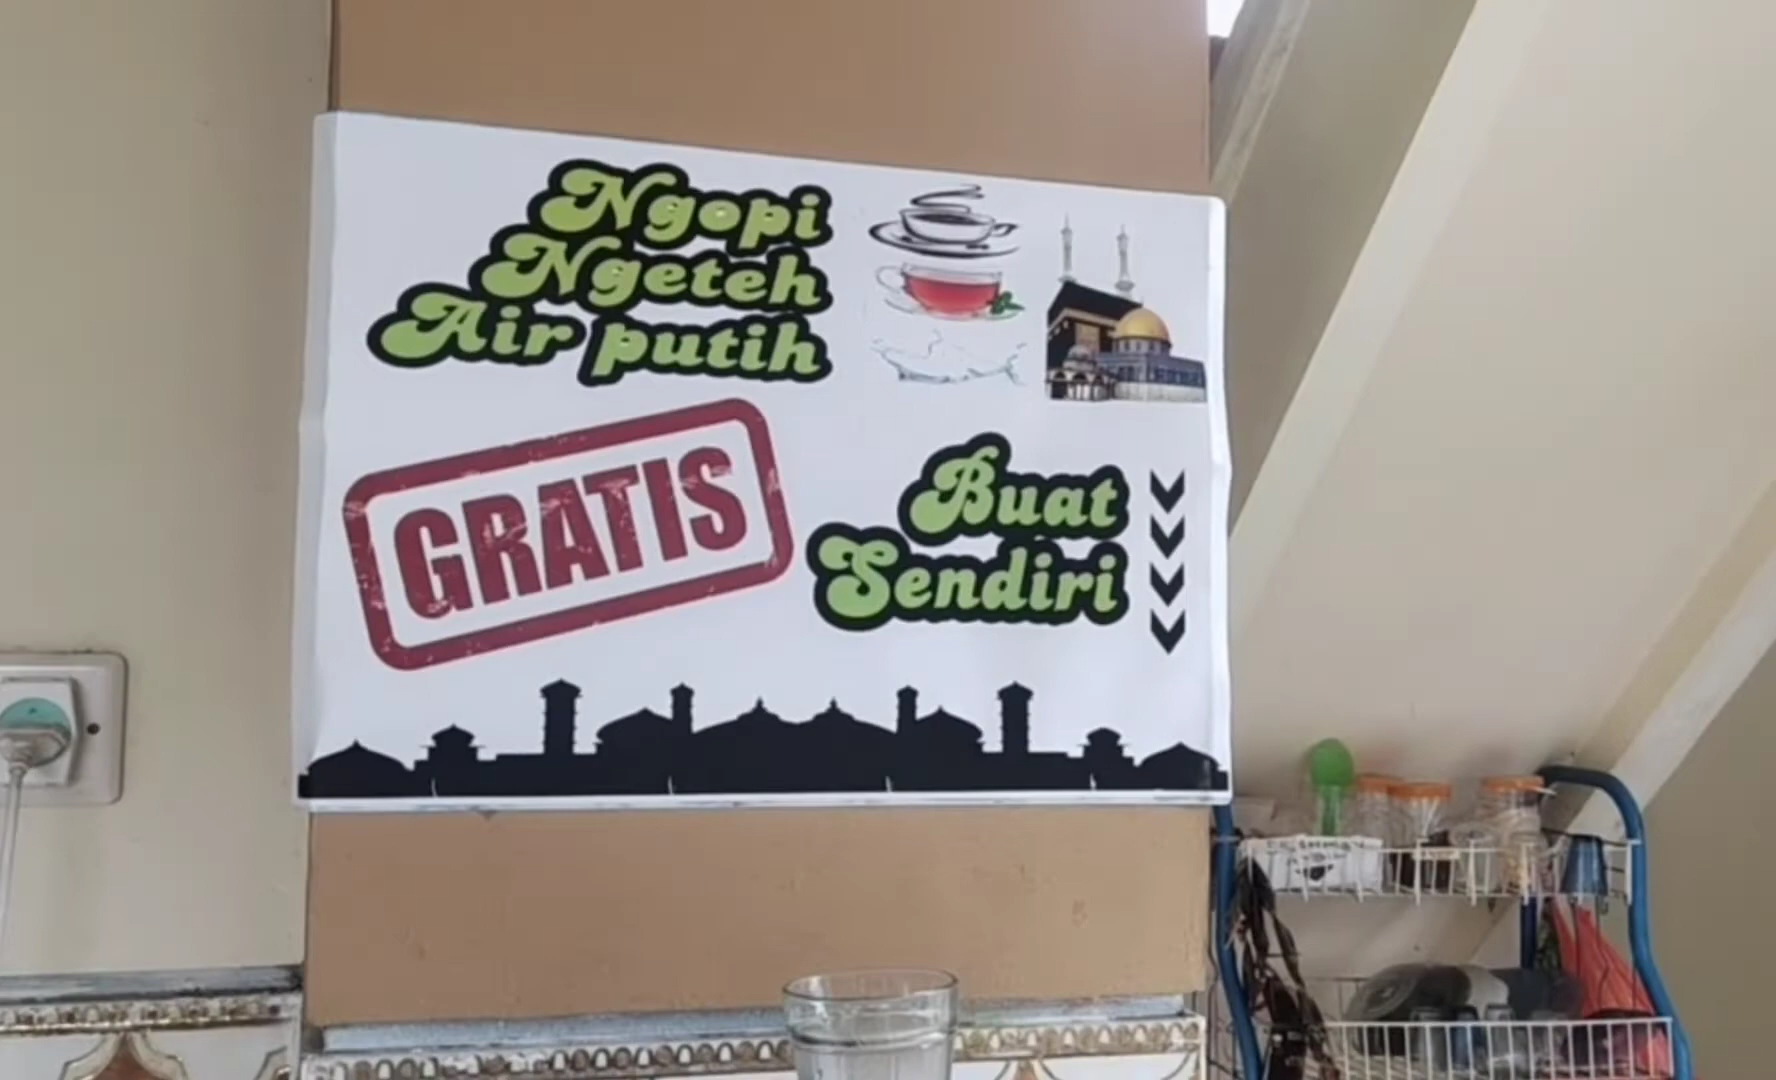 Ngopi
Ngeteh
Air putih
GRATIS
Buat
Sendiri